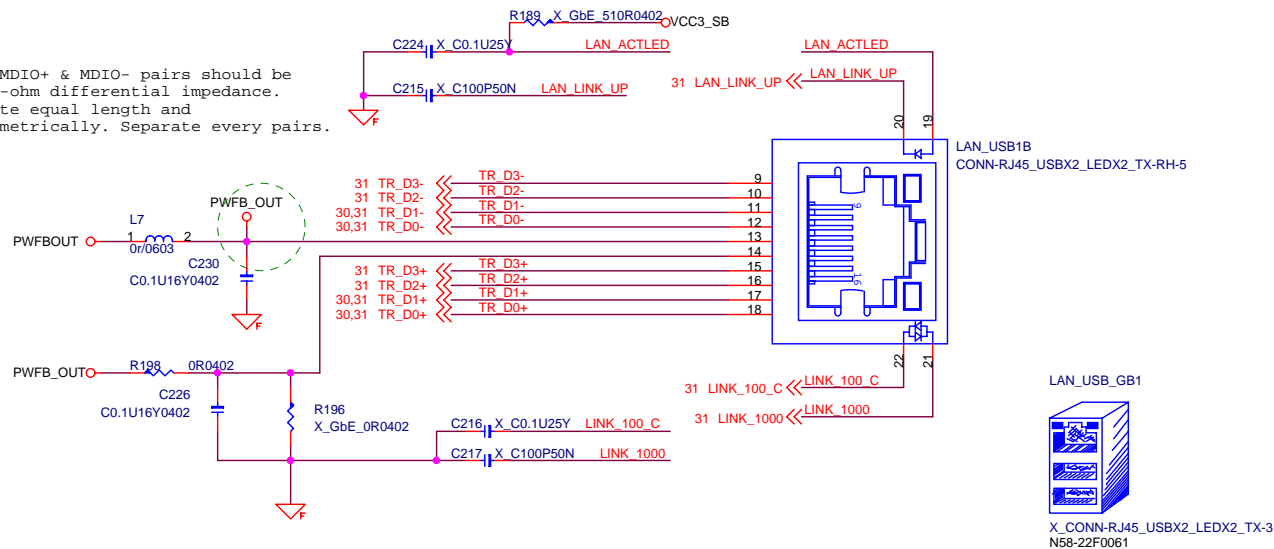 R189 X_GbE_510R0402 VCC3_SB
C224 X_C0.1U25Y LAN_ACTLED LAN_ACTLED
MDIO+ & MDIO- pairs should be
-ohm differential impedance.
te equal length and
metrically. Separate every pairs.
31 LAN_LINK_UP LAN_LINK_UP
C215 X_C100P50N LAN_LINK_UP
F
20 19
LAN_USB1B
CONN-RJ45_USBX2_LEDX2_TX-RH-5
31 TR_D3- TR_D3- 9
31 TR_D2- TR_D2- 10
30,31 TR_D1- TR_D1- 11
30,31 TR_D0- TR_D0- 12
9
PWFB_OUT
L7
PWFBOUT 1 2 13
0r/0603
14
C230
C0.1U16Y0402
31 TR_D3+ TR_D3+ 15
31 TR_D2+ TR_D2+ 16
30,31 TR_D1+ TR_D1+ 17
30,31 TR_D0+ TR_D0+ 18
16
F
22 21
PWFB_OUT R198 0R0402
C226
C0.1U16Y0402
R196
X_GbE_0R0402
31 LINK_100_C LINK_100_C
31 LINK_1000 LINK_1000
C216 X_C0.1U25Y LINK_100_C
C217 X_C100P50N LINK_1000
F
LAN_USB_GB1
X_CONN-RJ45_USBX2_LEDX2_TX-3
N58-22F0061